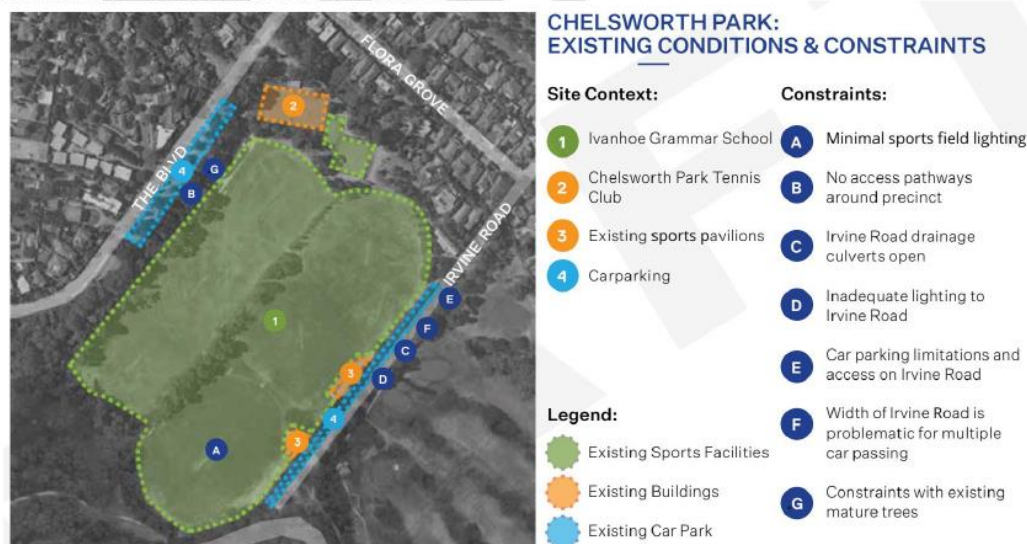 CHELSWORTH PARK:
EXISTING CONDITIONS & CONSTRAINTS
FLORA GROVE
THE BLVD
IRVINE ROAD
2
4
G
B
1
E
F
C
D
3
4
3
A
Site Context:
1 Ivanhoe Grammar School
2 Chelsworth Park Tennis
Club
3 Existing sports pavilions
4 Carparking
Legend:
Existing Sports Facilities
Existing Buildings
Existing Car Park
Constraints:
A Minimal sports field lighting
B No access pathways
around precinct
C Irvine Road drainage
culverts open
D Inadequate lighting to
Irvine Road
E Car parking limitations and
access on Irvine Road
F Width of Irvine Road is
problematic for multiple
car passing
G Constraints with existing
mature trees